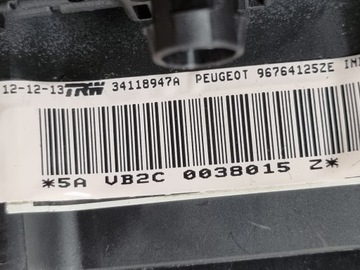 12-12-13 TRW 34118947A PEUGEOT 96764125ZE
*5A VB2C 0038015 Z*